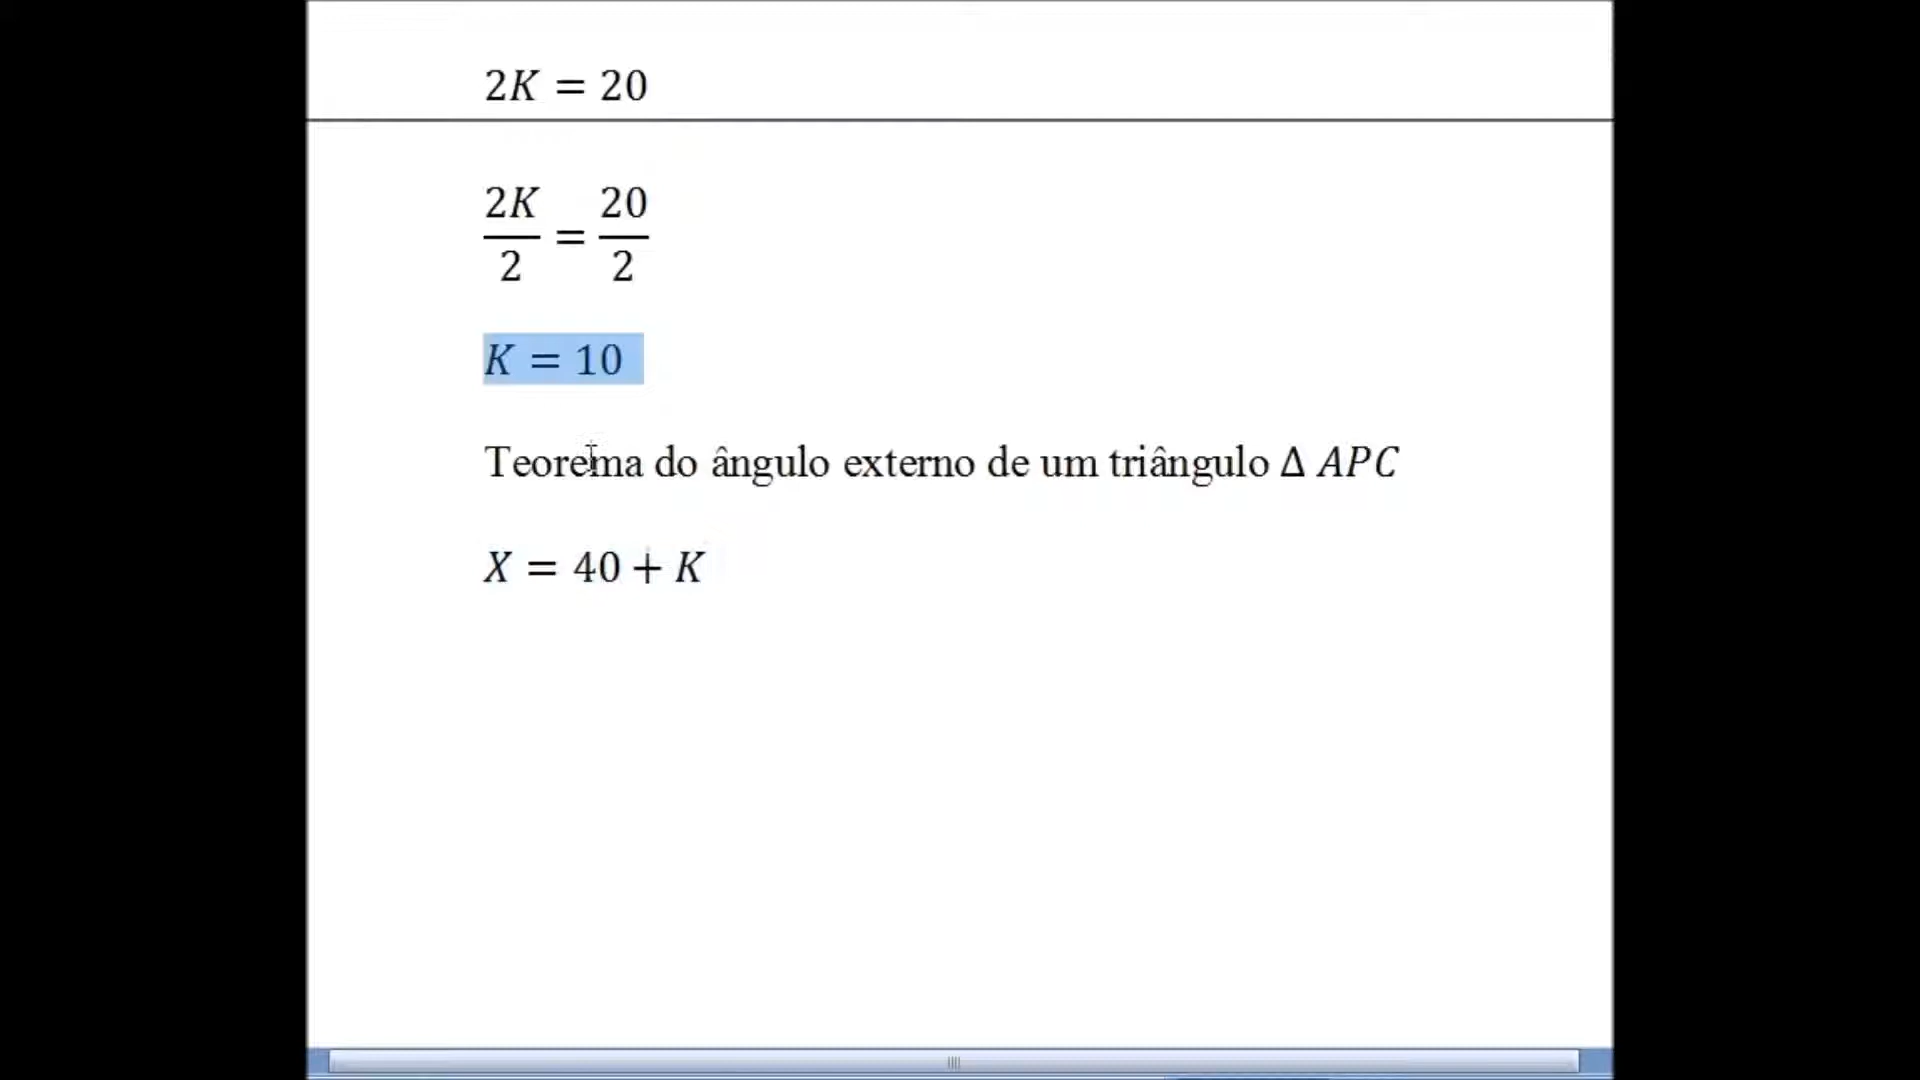 2K = 20
2K/2 = 20/2
K = 10
Teorema do ângulo externo de um triângulo Δ APC
X = 40 + K